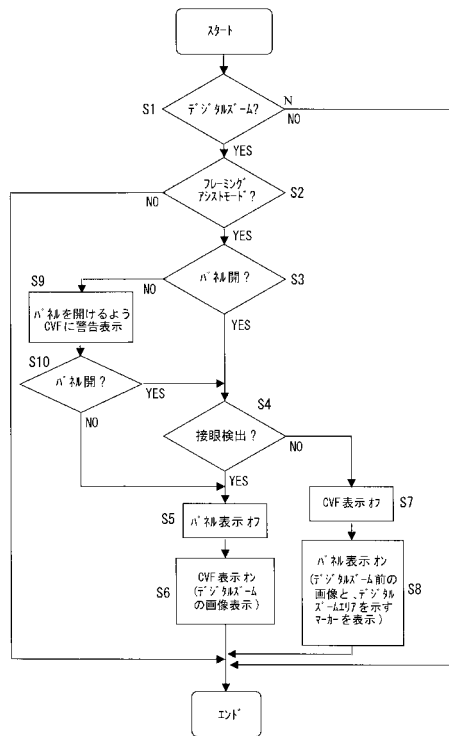 スタート
S1
デジタルズーム?
N
NO
YES
フレーミング
アシストモード?
S2
NO
YES
S9
パネル開?
S3
NO
パネルを開けるよう
CVFに警告表示
YES
S10
パネル開?
YES
S4
NO
接眼検出?
NO
YES
S5
パネル表示 オフ
CVF 表示 オフ
S7
S6
CVF 表示 オン
(デジタルズーム
の画像表示)
パネル表示 オン
(デジタルズーム前の
画像と、デジタル
ズームエリアを示す
マーカーを表示)
S8
エンド